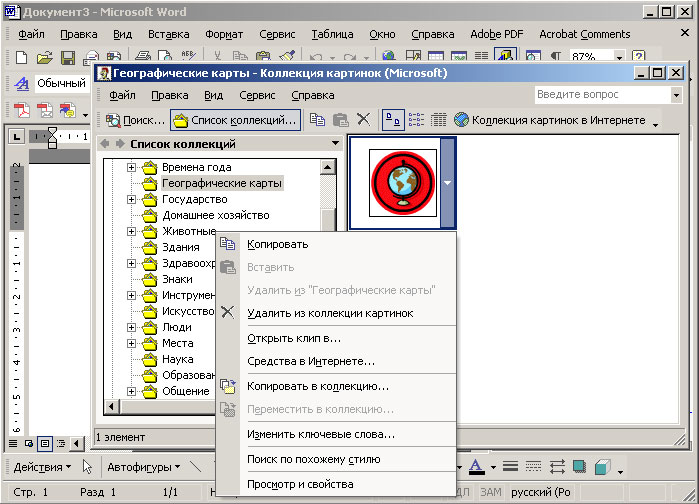 Документ3 - Microsoft Word
Файл Правка Вид Вставка Формат Сервис Таблица Окно Справка Adobe PDF Acrobat Comments
87%
Обычный
Географические карты - Коллекция картинок (Microsoft)
Файл Правка Вид Сервис Справка
Введите вопрос
Поиск... Список коллекций... Коллекция картинок в Интернете
Список коллекций
Времена года
Географические карты
Государство
Домашнее хозяйство
Животные
Здания
Здравоохр
Знаки
Инструмен
Искусство
Люди
Места
Наука
Образован
Общение
Копировать
Вставить
Удалить из "Географические карты"
Удалить из коллекции картинок
Открыть клип в...
Средства в Интернете...
Копировать в коллекцию...
Переместить в коллекцию...
Изменить ключевые слова...
Поиск по похожему стилю
Просмотр и свойства
1 элемент
Действия Автофигуры
Стр. 1 Разд 1 1/1 ДЛ ЗАМ русский (Ро